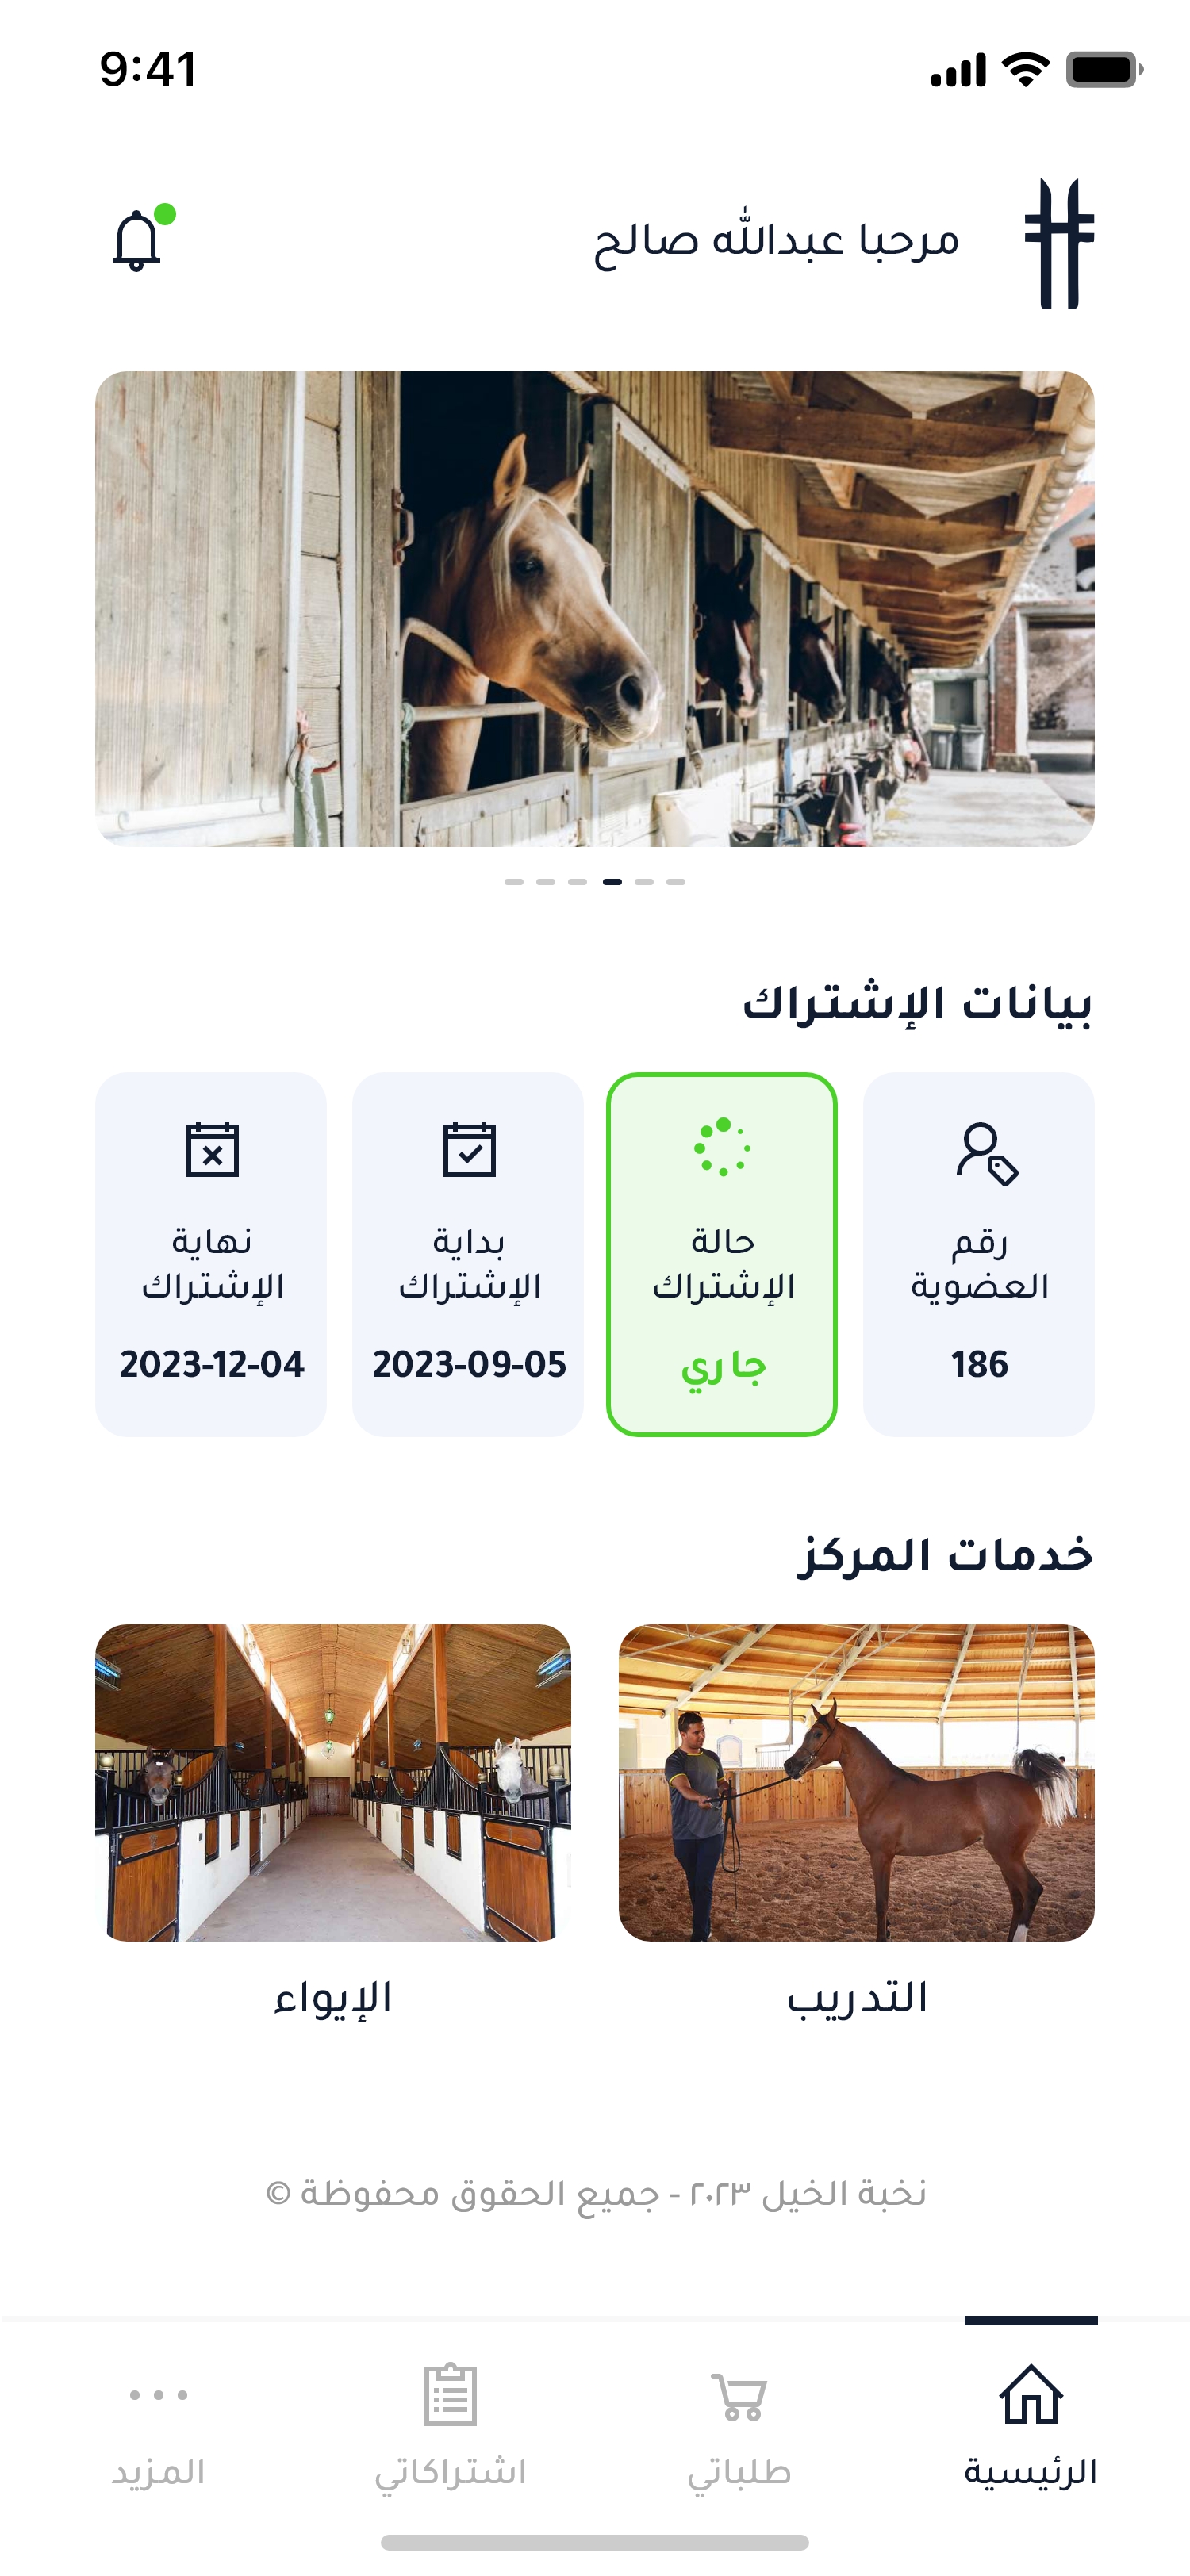 9:41
مرحبا عبدالله صالح
بيانات الإشتراك
رقم
العضوية
186
حالة
الإشتراك
جاري
بداية
الإشتراك
2023-09-05
نهاية
الإشتراك
2023-12-04
خدمات المركز
التدريب
الإيواء
نخبة الخيل ٢٠٢٣ - جميع الحقوق محفوظة ©
الرئيسية
طلباتي
اشتراكاتي
المزيد